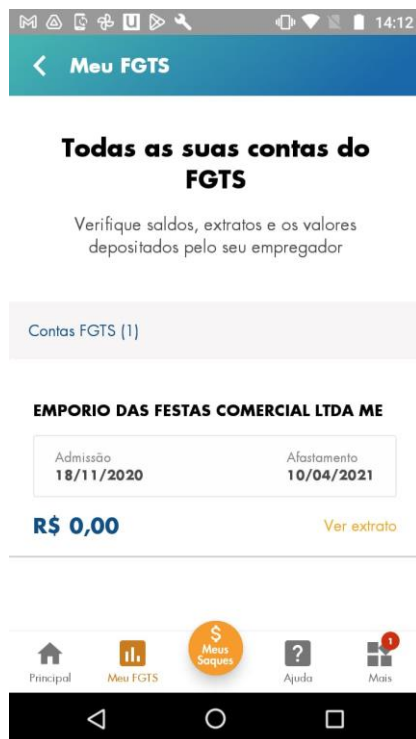 14:12
Meu FGTS
Todas as suas contas do
FGTS
Verifique saldos, extratos e os valores
depositados pelo seu empregador
Contas FGTS (1)
EMPORIO DAS FESTAS COMERCIAL LTDA ME
Admissão Afastamento
18/11/2020 10/04/2021
R$ 0,00 Ver extrato
$
Meus
Saques
?
1
Principal Meu FGTS Ajuda Mais